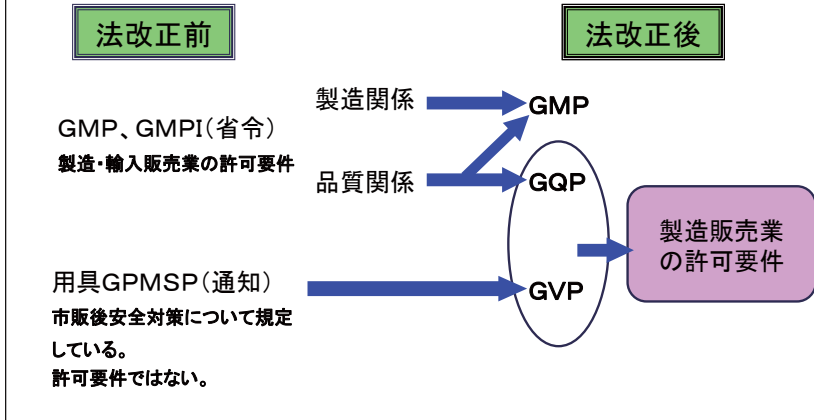 法改正前
法改正後
GMP、GMPI(省令)
製造・輸入販売業の許可要件
製造関係
GMP
品質関係
GQP
製造販売業
の許可要件
用具GPMSP(通知)
GVP
市販後安全対策について規定
している。
許可要件ではない。